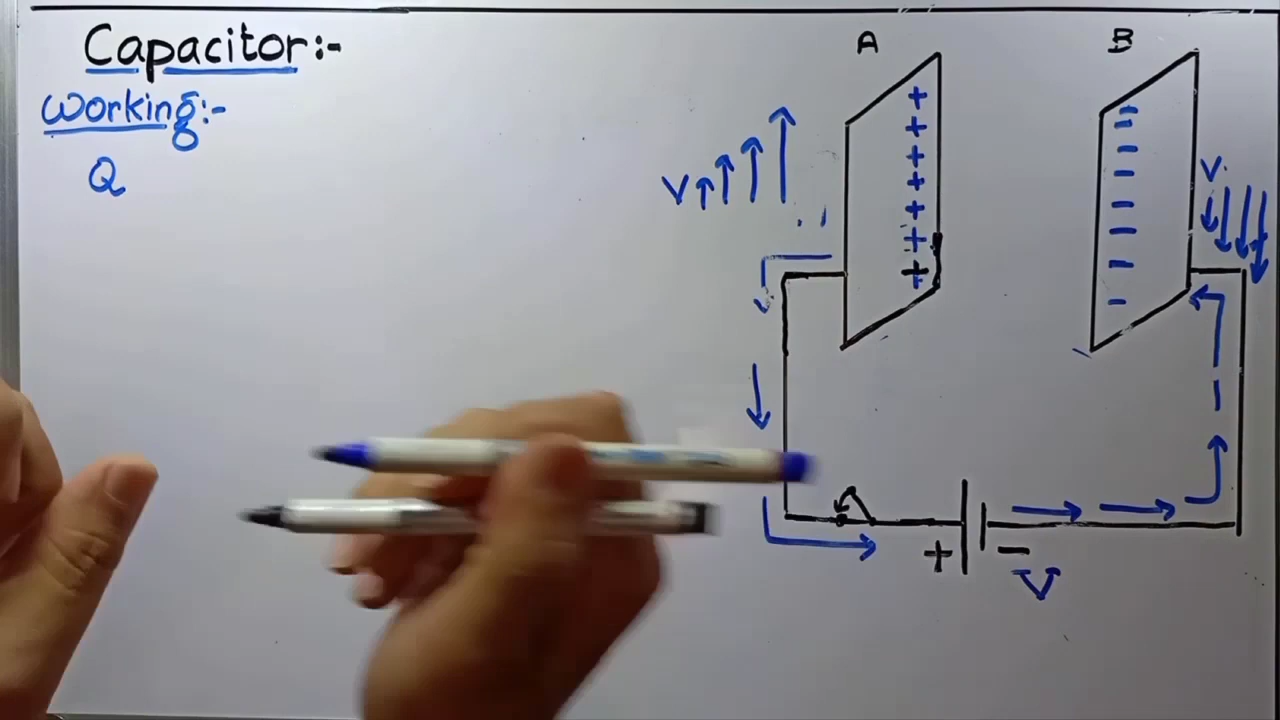 Capacitor:-
Working:-
Q
A
B
V
V
+
+
+
+
+
+
+
-
-
-
-
-
-
-
-
+ -
V